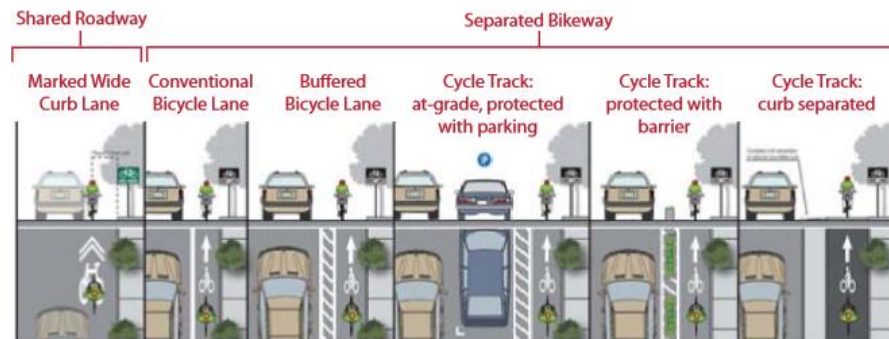 Shared Roadway
Separated Bikeway
Marked Wide
Curb Lane
Conventional
Bicycle Lane
Buffered
Bicycle Lane
Cycle Track:
at-grade, protected
with parking
Cycle Track:
protected with
barrier
Cycle Track:
curb separated
P